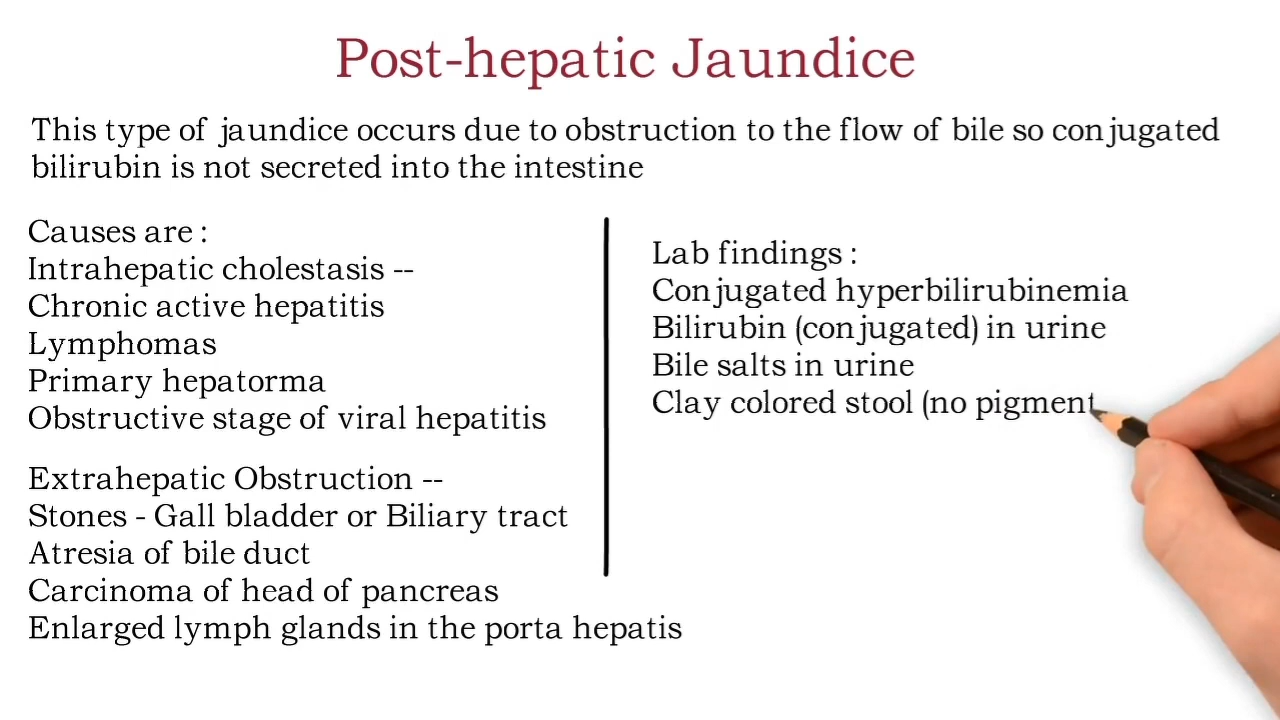 Post-hepatic Jaundice
This type of jaundice occurs due to obstruction to the flow of bile so conjugated
bilirubin is not secreted into the intestine
Causes are :
Intrahepatic cholestasis --
Chronic active hepatitis
Lymphomas
Primary hepatorma
Obstructive stage of viral hepatitis
Extrahepatic Obstruction --
Stones - Gall bladder or Biliary tract
Atresia of bile duct
Carcinoma of head of pancreas
Enlarged lymph glands in the porta hepatis
Lab findings :
Conjugated hyperbilirubinemia
Bilirubin (conjugated) in urine
Bile salts in urine
Clay colored stool (no pigment